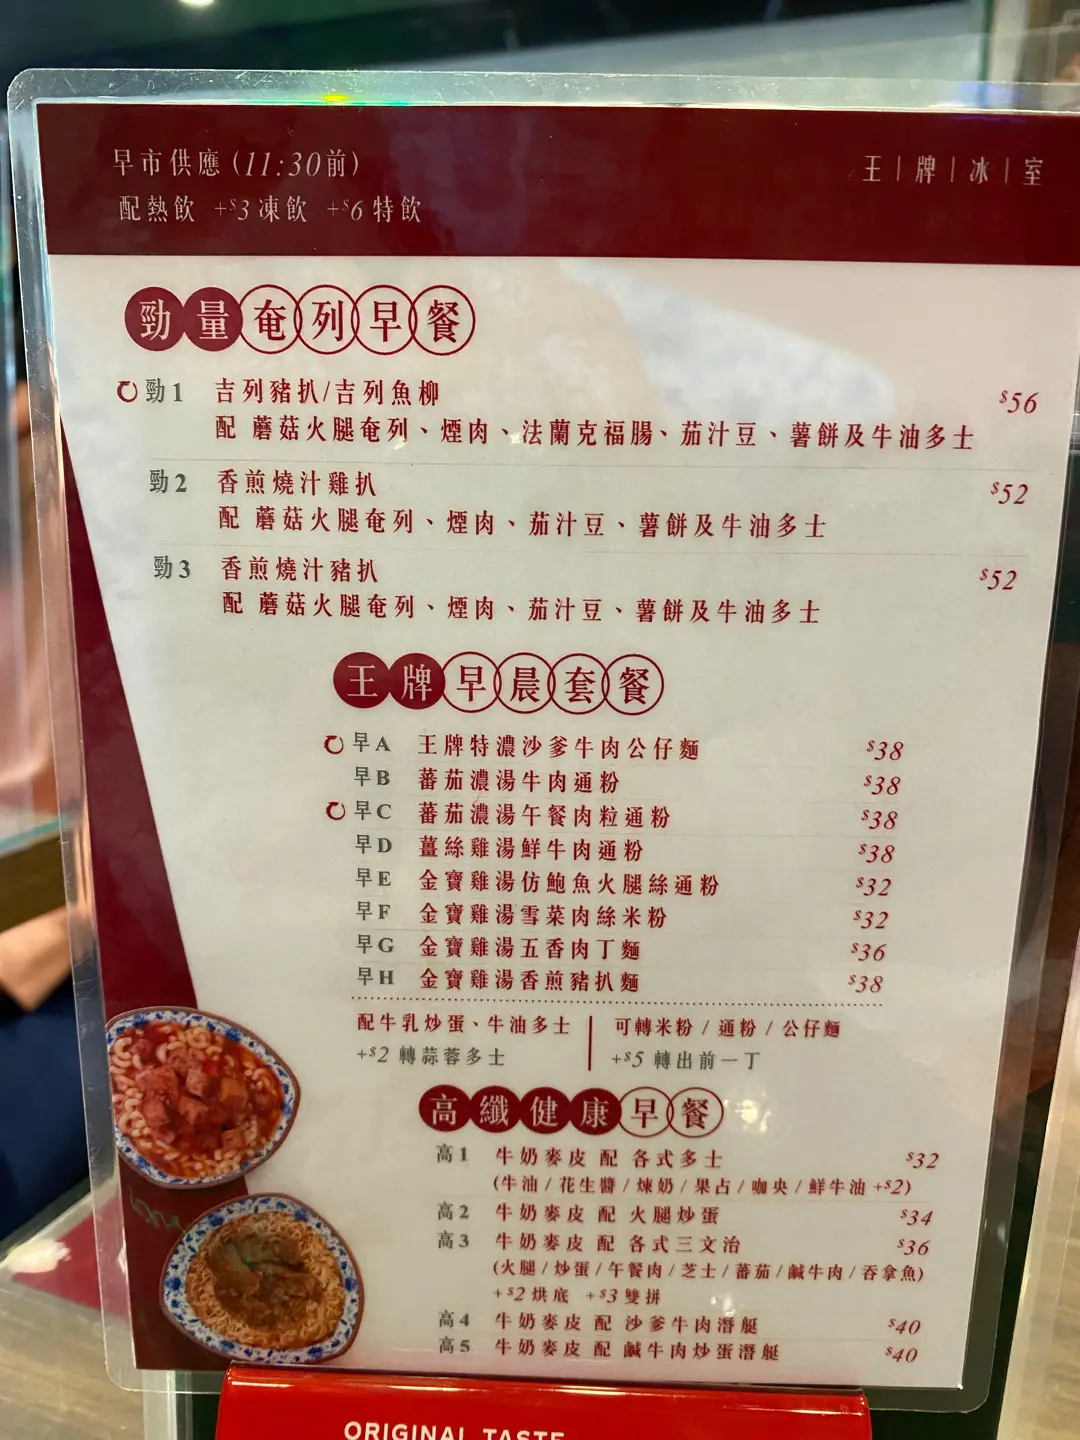 早市供應 (11:30前)
配熱飲 +$3凍飲 +$6特飲
王|牌|冰|室
勁量奄列早餐
勁1 吉列豬扒/吉列魚柳 $56
配 蘑菇火腿奄列、煙肉、法蘭克福腸、茄汁豆、薯餅及牛油多士
勁2 香煎燒汁雞扒 $52
配 蘑菇火腿奄列、煙肉、茄汁豆、薯餅及牛油多士
勁3 香煎燒汁豬扒 $52
配 蘑菇火腿奄列、煙肉、茄汁豆、薯餅及牛油多士
王牌早晨套餐
早A 王牌特濃沙爹牛肉公仔麵 $38
早B 蕃茄濃湯牛肉通粉 $38
早C 蕃茄濃湯午餐肉粒通粉 $38
早D 薑絲雞湯鮮牛肉通粉 $38
早E 金寶雞湯仿鮑魚火腿絲通粉 $32
早F 金寶雞湯雪菜肉絲米粉 $32
早G 金寶雞湯五香肉丁麵 $36
早H 金寶雞湯香煎豬扒麵 $38
配牛乳炒蛋、牛油多士
+$2 轉蒜蓉多士
可轉米粉 / 通粉 / 公仔麵
+$5 轉出前一丁
高纖健康早餐
高1 牛奶麥皮 配 各式多士 $32
(牛油 / 花生醬 / 煉奶 / 果占 / 咖央 / 鮮牛油 +$2)
高2 牛奶麥皮 配 火腿炒蛋 $34
高3 牛奶麥皮 配 各式三文治 $36
(火腿 / 炒蛋 / 午餐肉 / 芝士 / 蕃茄 / 鹹牛肉 / 吞拿魚)
+$2 烘底 +$3 雙拼
高4 牛奶麥皮 配 沙爹牛肉潛艇 $40
高5 牛奶麥皮 配 鹹牛肉炒蛋潛艇 $40
ORIGINAL TASTE